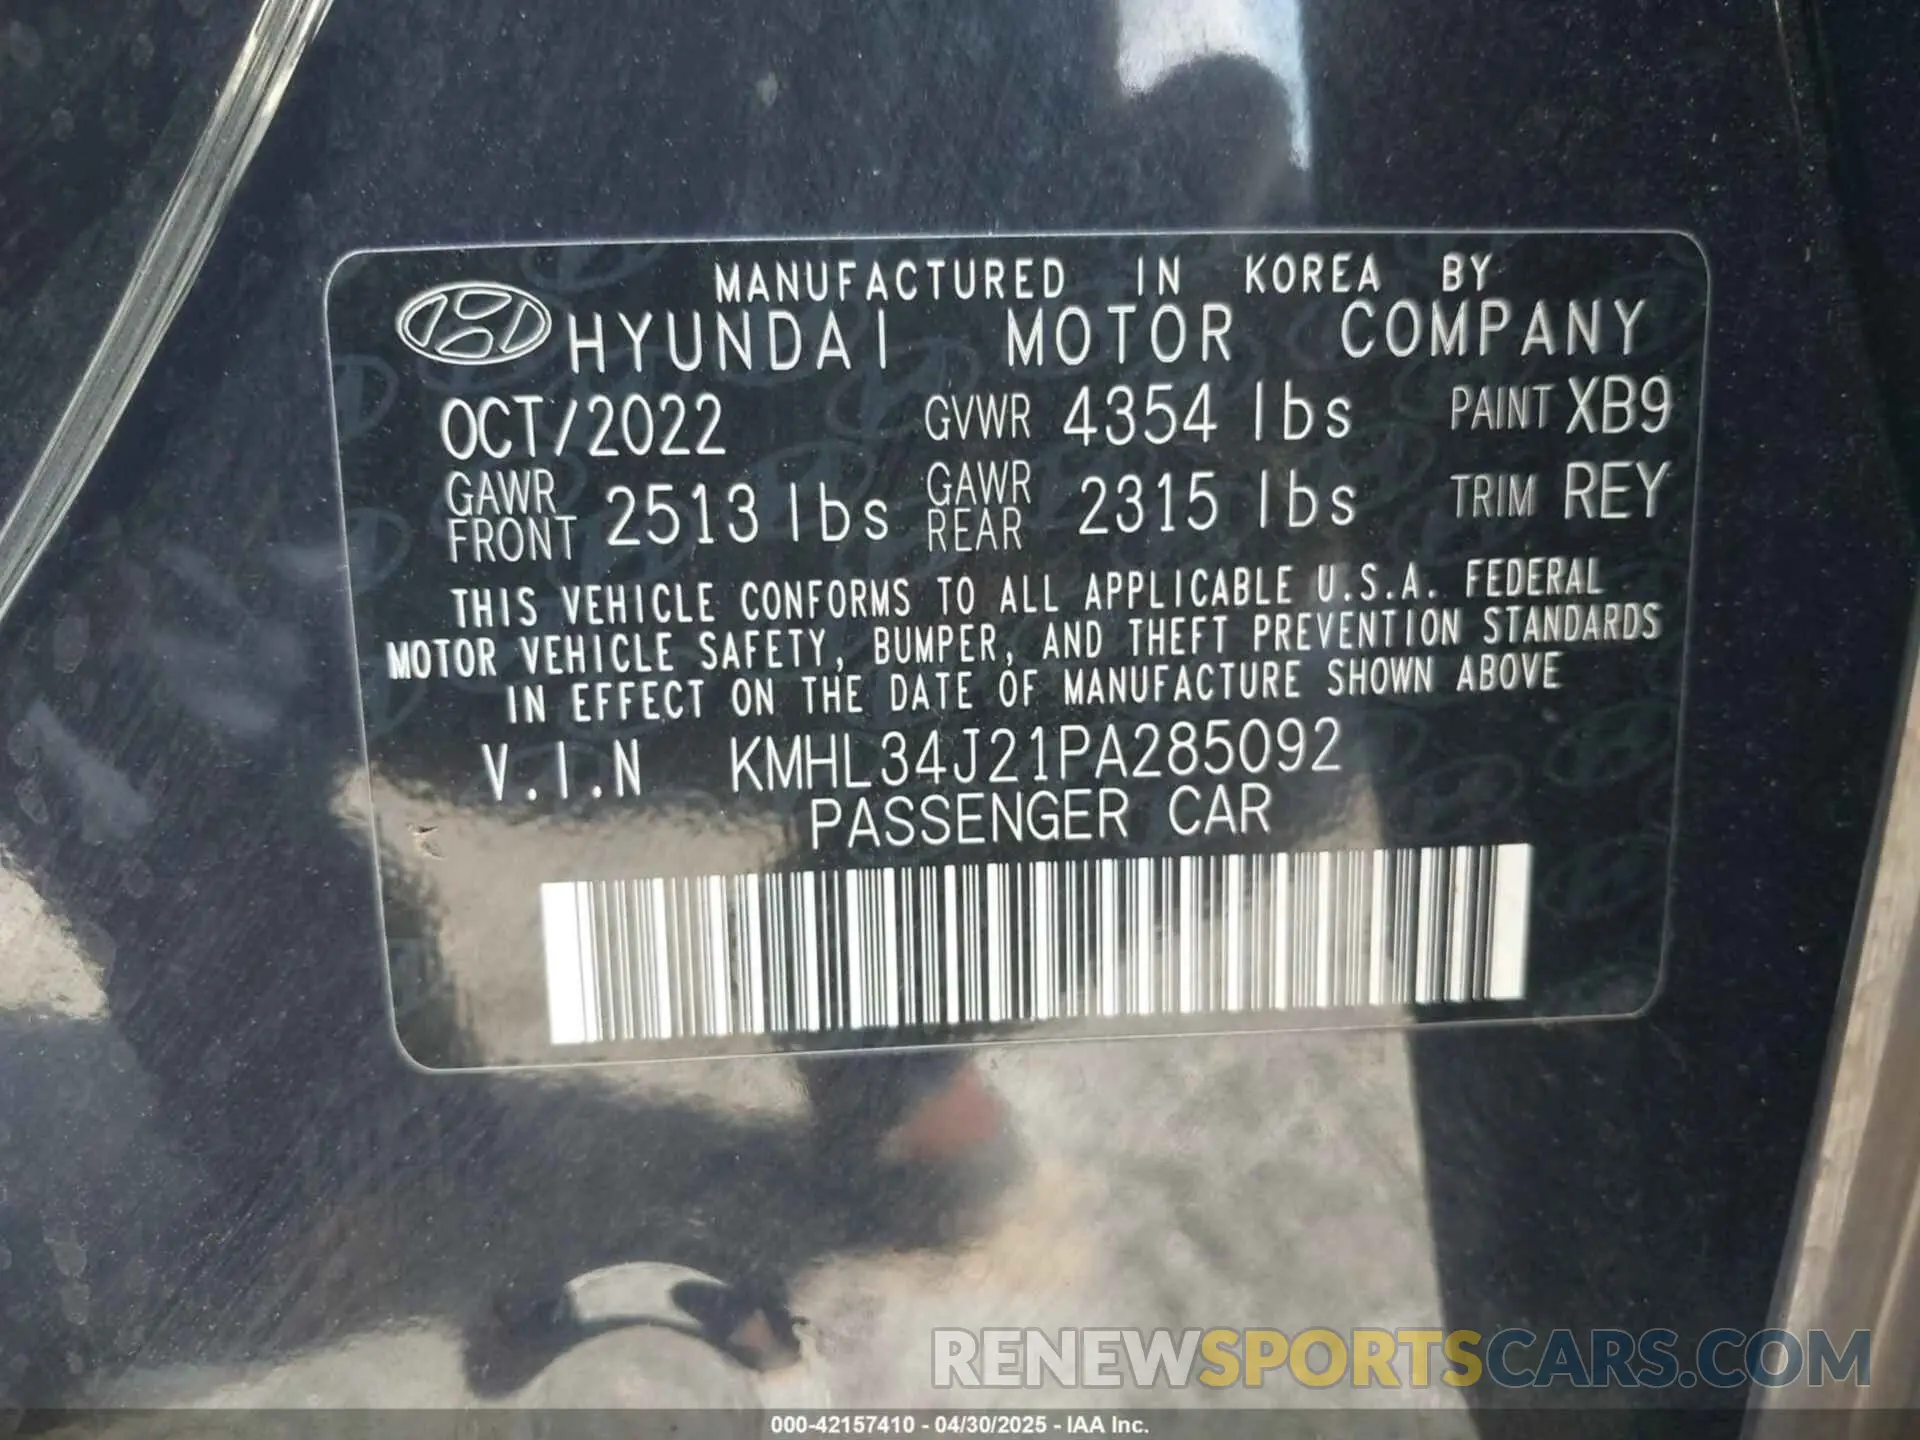 MANUFACTURED IN KOREA BY
HYUNDAI MOTOR COMPANY
OCT/2022 GVWR 4354 lbs PAINT XB9
GAWR FRONT 2513 lbs GAWR REAR 2315 lbs TRIM REY
THIS VEHICLE CONFORMS TO ALL APPLICABLE U.S.A. FEDERAL
MOTOR VEHICLE SAFETY, BUMPER, AND THEFT PREVENTION STANDARDS
IN EFFECT ON THE DATE OF MANUFACTURE SHOWN ABOVE
V.I.N KMHL34J21PA285092
PASSENGER CAR
RENEWSPORTSCARS.COM
000-42157410 - 04/30/2025 - IAA Inc.